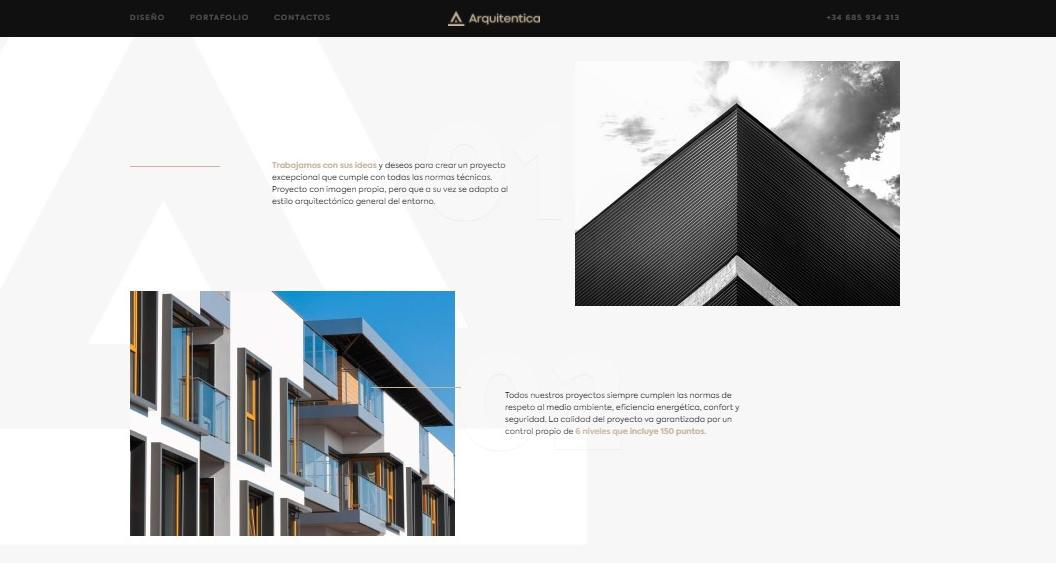 DISEÑO PORTAFOLIO CONTACTOS Arquitentica +34 685 934 313
01
Trabajamos con sus ideas y deseos para crear un proyecto
excepcional que cumple con todas las normas técnicas.
Proyecto con imagen propia, pero que a su vez se adapta al
estilo arquitectónico general del entorno.
02
Todos nuestros proyectos siempre cumplen las normas de
respeto al medio ambiente, eficiencia energética, confort y
seguridad. La calidad del proyecto va garantizada por un
control propio de 6 niveles que incluye 150 puntos.